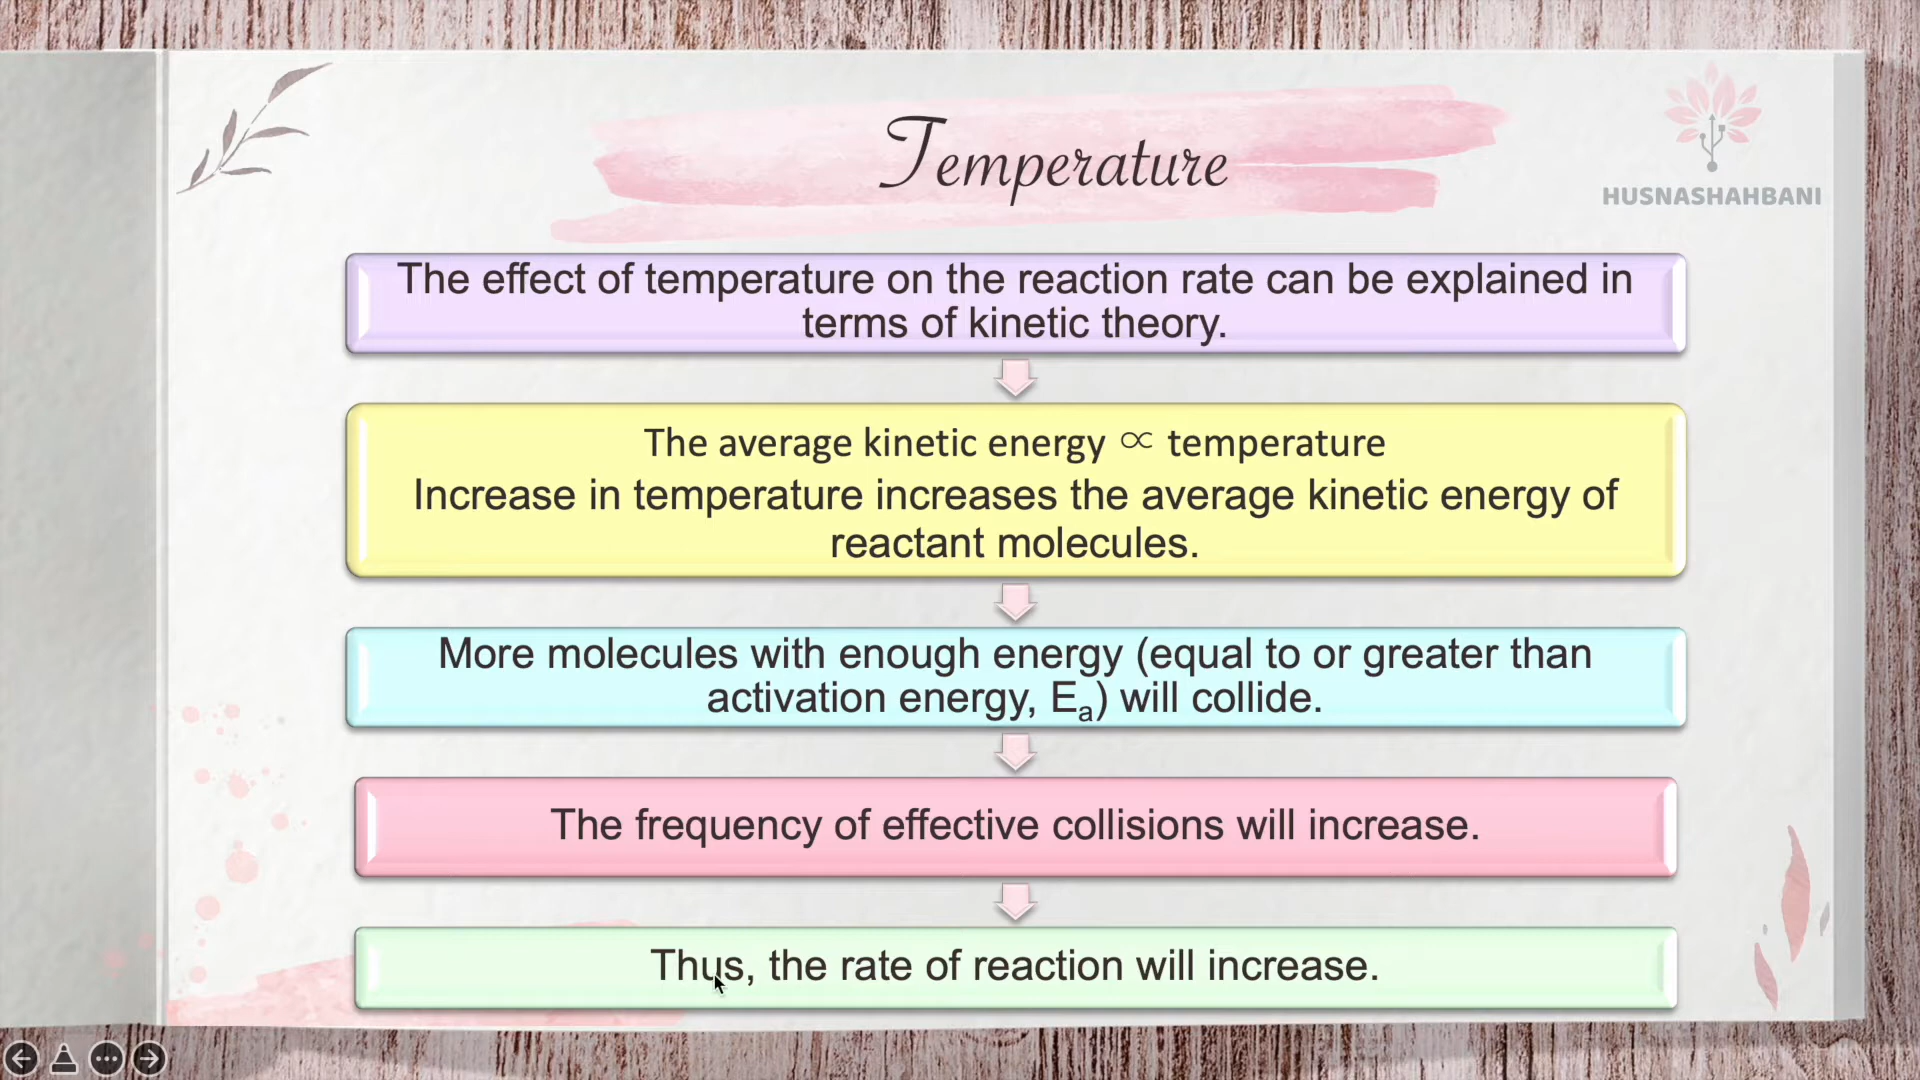 Temperature
HUSNASHAHBANI
The effect of temperature on the reaction rate can be explained in
terms of kinetic theory.
The average kinetic energy ∝ temperature
Increase in temperature increases the average kinetic energy of
reactant molecules.
More molecules with enough energy (equal to or greater than
activation energy, Eₐ) will collide.
The frequency of effective collisions will increase.
Thus, the rate of reaction will increase.